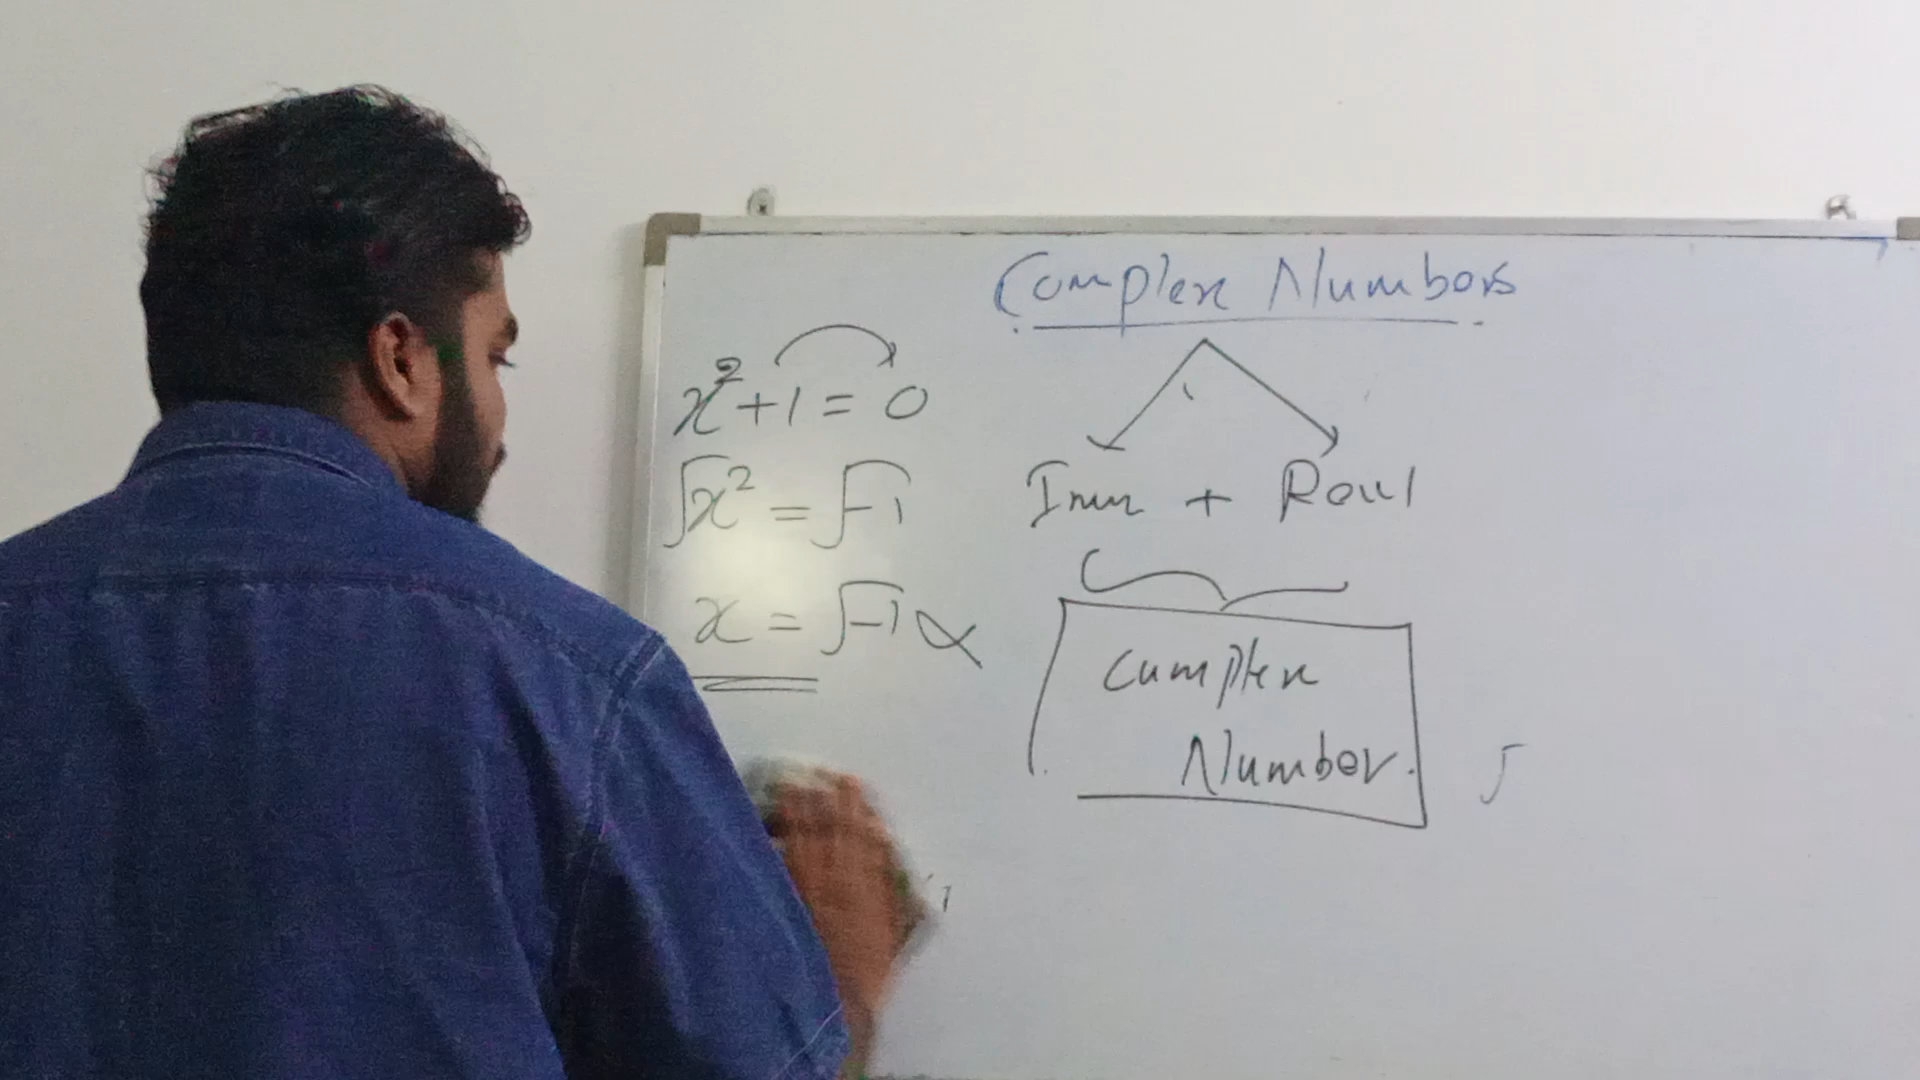 Complex Numbers
x²+1 = 0
√x² = √-1
x = √-1
Imm + Real
Complex
Number.